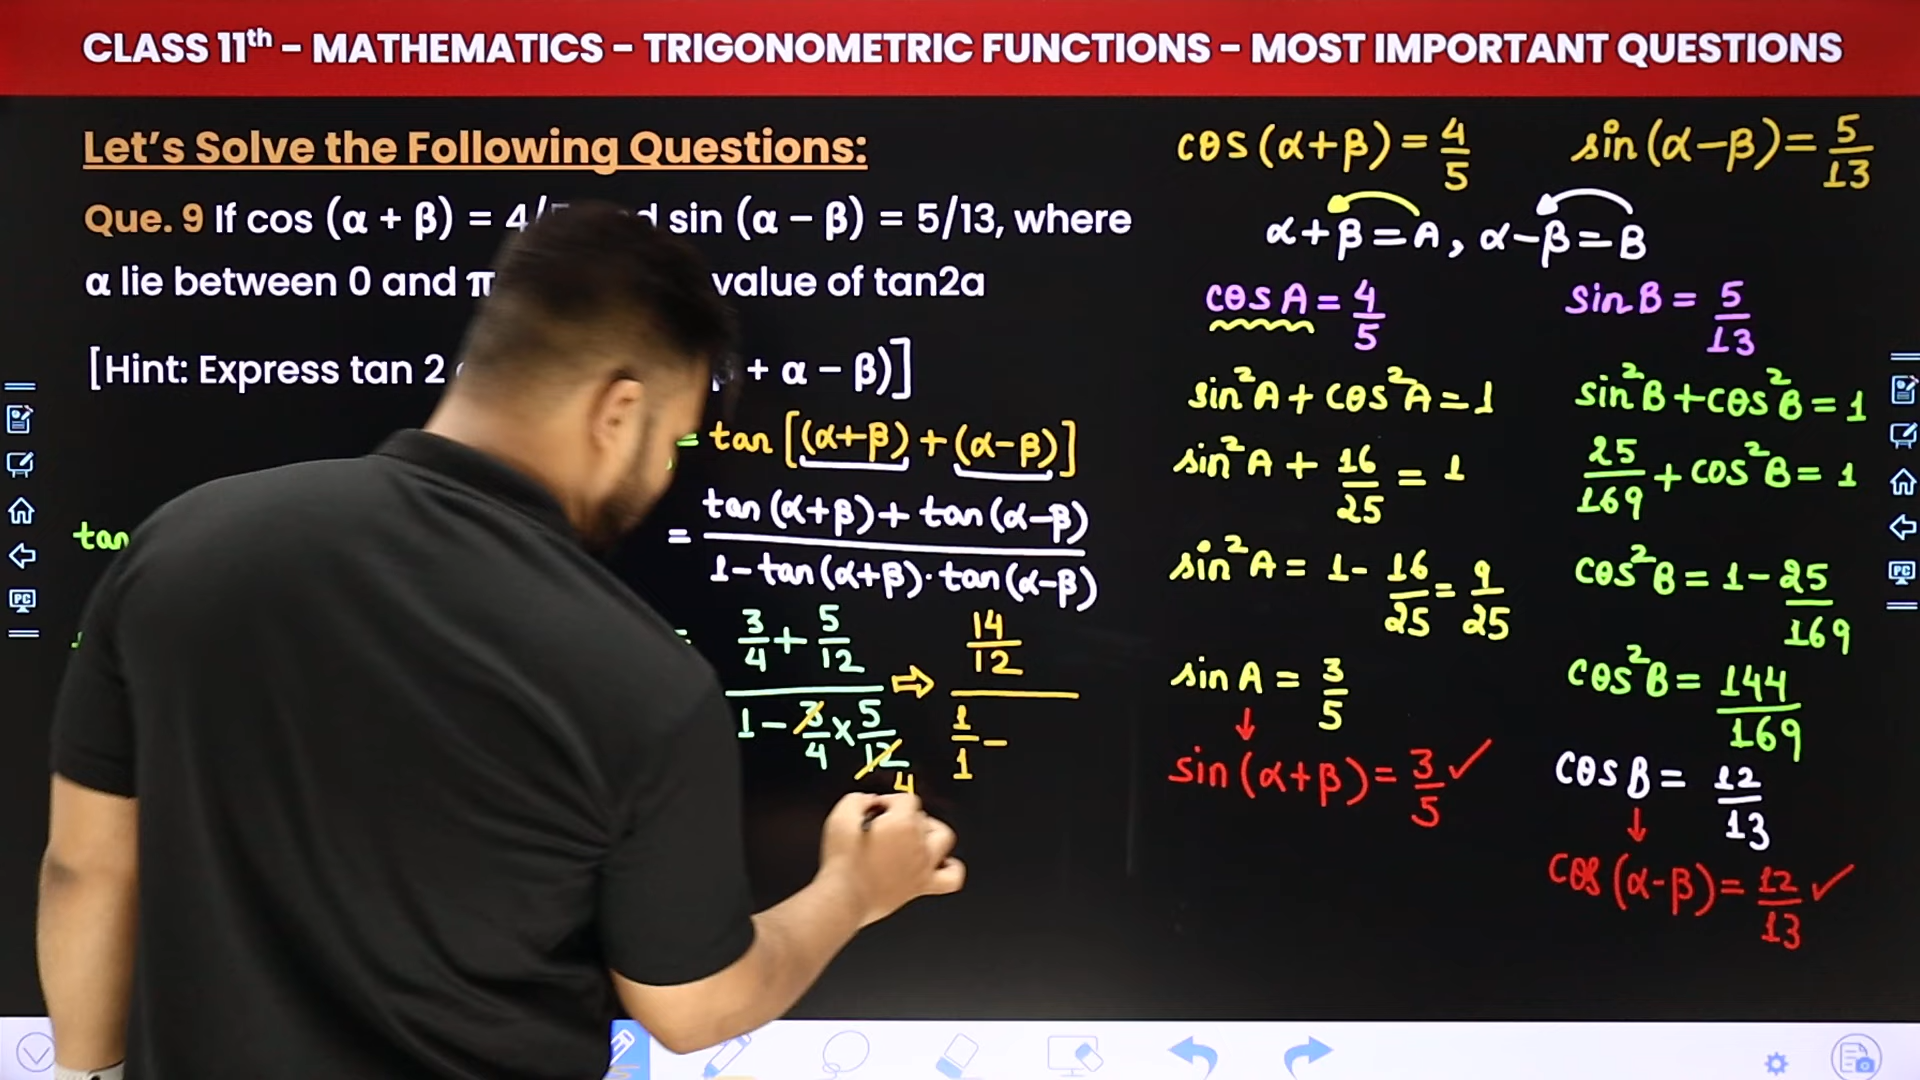 CLASS 11th – MATHEMATICS – TRIGONOMETRIC FUNCTIONS – MOST IMPORTANT QUESTIONS
Let's Solve the Following Questions:
Que. 9 If cos (α + β) = 4/ sin (α – β) = 5/13, where
α lie between 0 and π value of tan2a
[Hint: Express tan 2 + α – β)]
= tan [(α+β) + (α-β)]
tan
= tan (α+β) + tan (α-β)
1 - tan (α+β) · tan (α-β)
3/4 + 5/12 ⇒ 14/12
1 - 3/4 × 5/12 1/1 -
4
cos (α+β) = 4/5
α+β = A, α-β = B
cos A = 4/5
sin²A + cos²A = 1
sin²A + 16/25 = 1
sin²A = 1 - 16/25 = 9/25
sin A = 3/5
↓
sin (α+β) = 3/5 ✓
sin (α-β) = 5/13
sin B = 5/13
sin²B + cos²B = 1
25/169 + cos²B = 1
cos²B = 1 - 25/169
cos²B = 144/169
cos B = 12/13
↓
cos (α-β) = 12/13 ✓
PC
PC